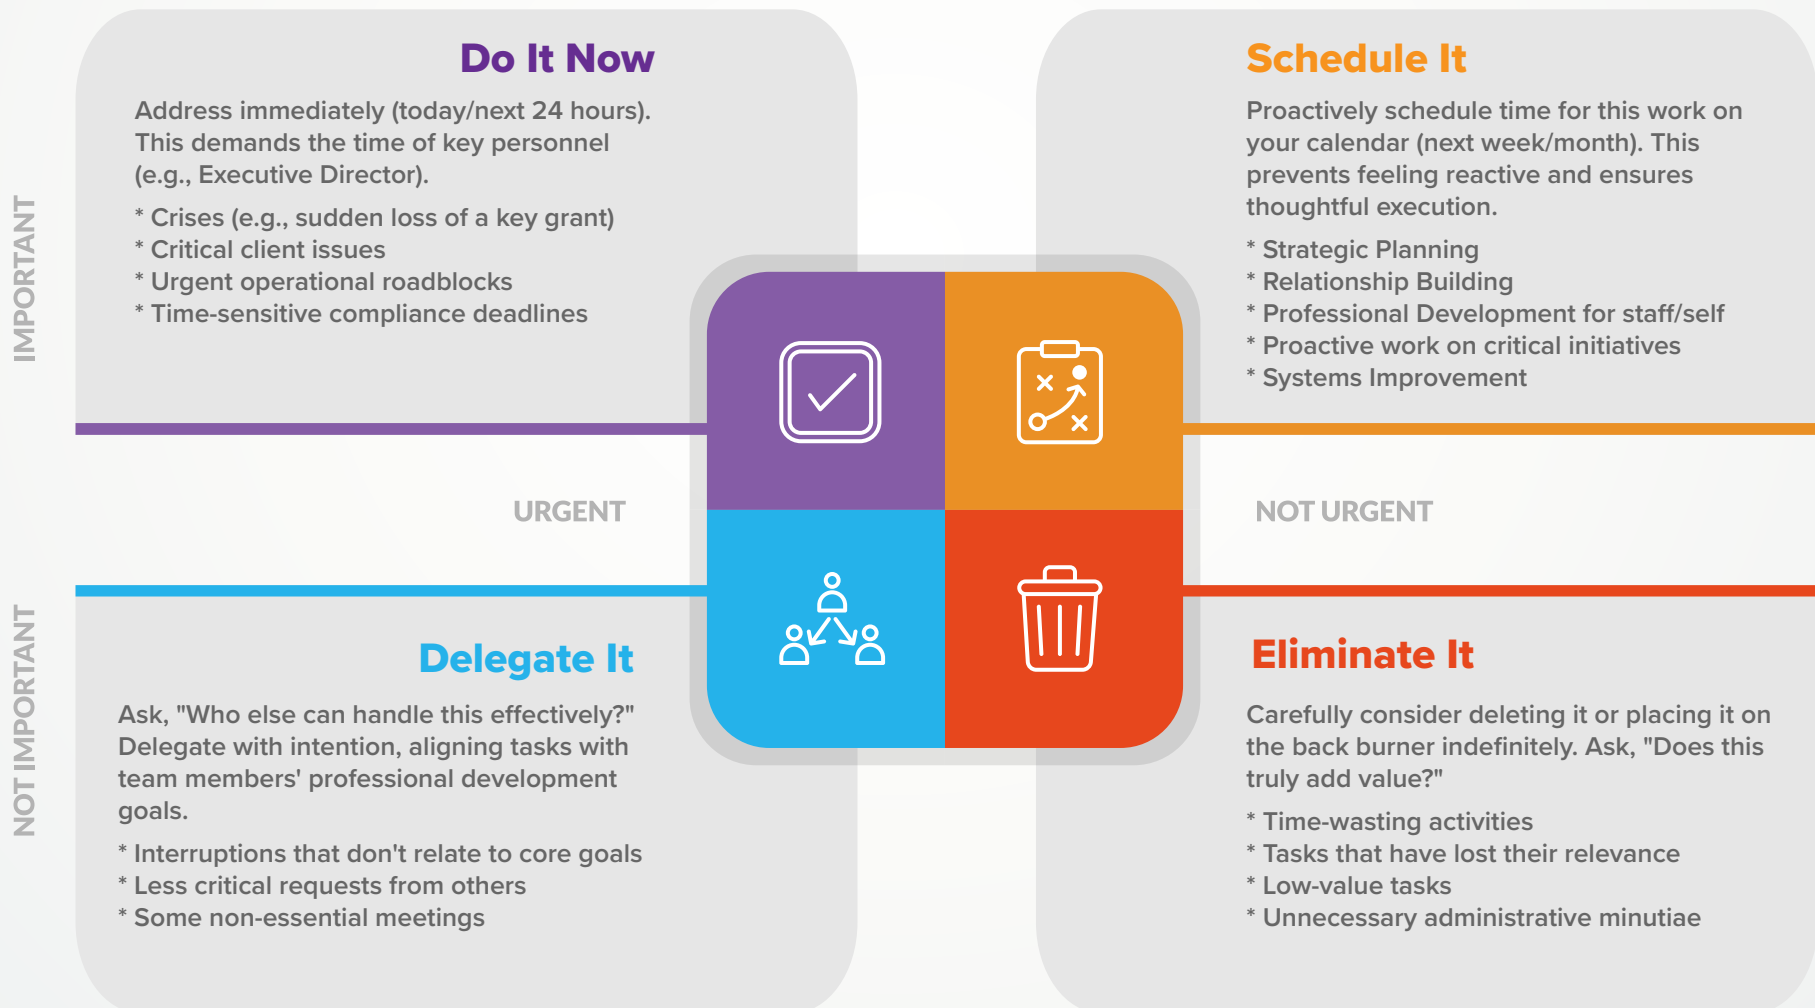 IMPORTANT
Do It Now
Address immediately (today/next 24 hours).
This demands the time of key personnel
(e.g., Executive Director).
* Crises (e.g., sudden loss of a key grant)
* Critical client issues
* Urgent operational roadblocks
* Time-sensitive compliance deadlines
Schedule It
Proactively schedule time for this work on
your calendar (next week/month). This
prevents feeling reactive and ensures
thoughtful execution.
* Strategic Planning
* Relationship Building
* Professional Development for staff/self
* Proactive work on critical initiatives
* Systems Improvement
URGENT
NOT URGENT
NOT IMPORTANT
Delegate It
Ask, "Who else can handle this effectively?"
Delegate with intention, aligning tasks with
team members' professional development
goals.
* Interruptions that don't relate to core goals
* Less critical requests from others
* Some non-essential meetings
Eliminate It
Carefully consider deleting it or placing it on
the back burner indefinitely. Ask, "Does this
truly add value?"
* Time-wasting activities
* Tasks that have lost their relevance
* Low-value tasks
* Unnecessary administrative minutiae